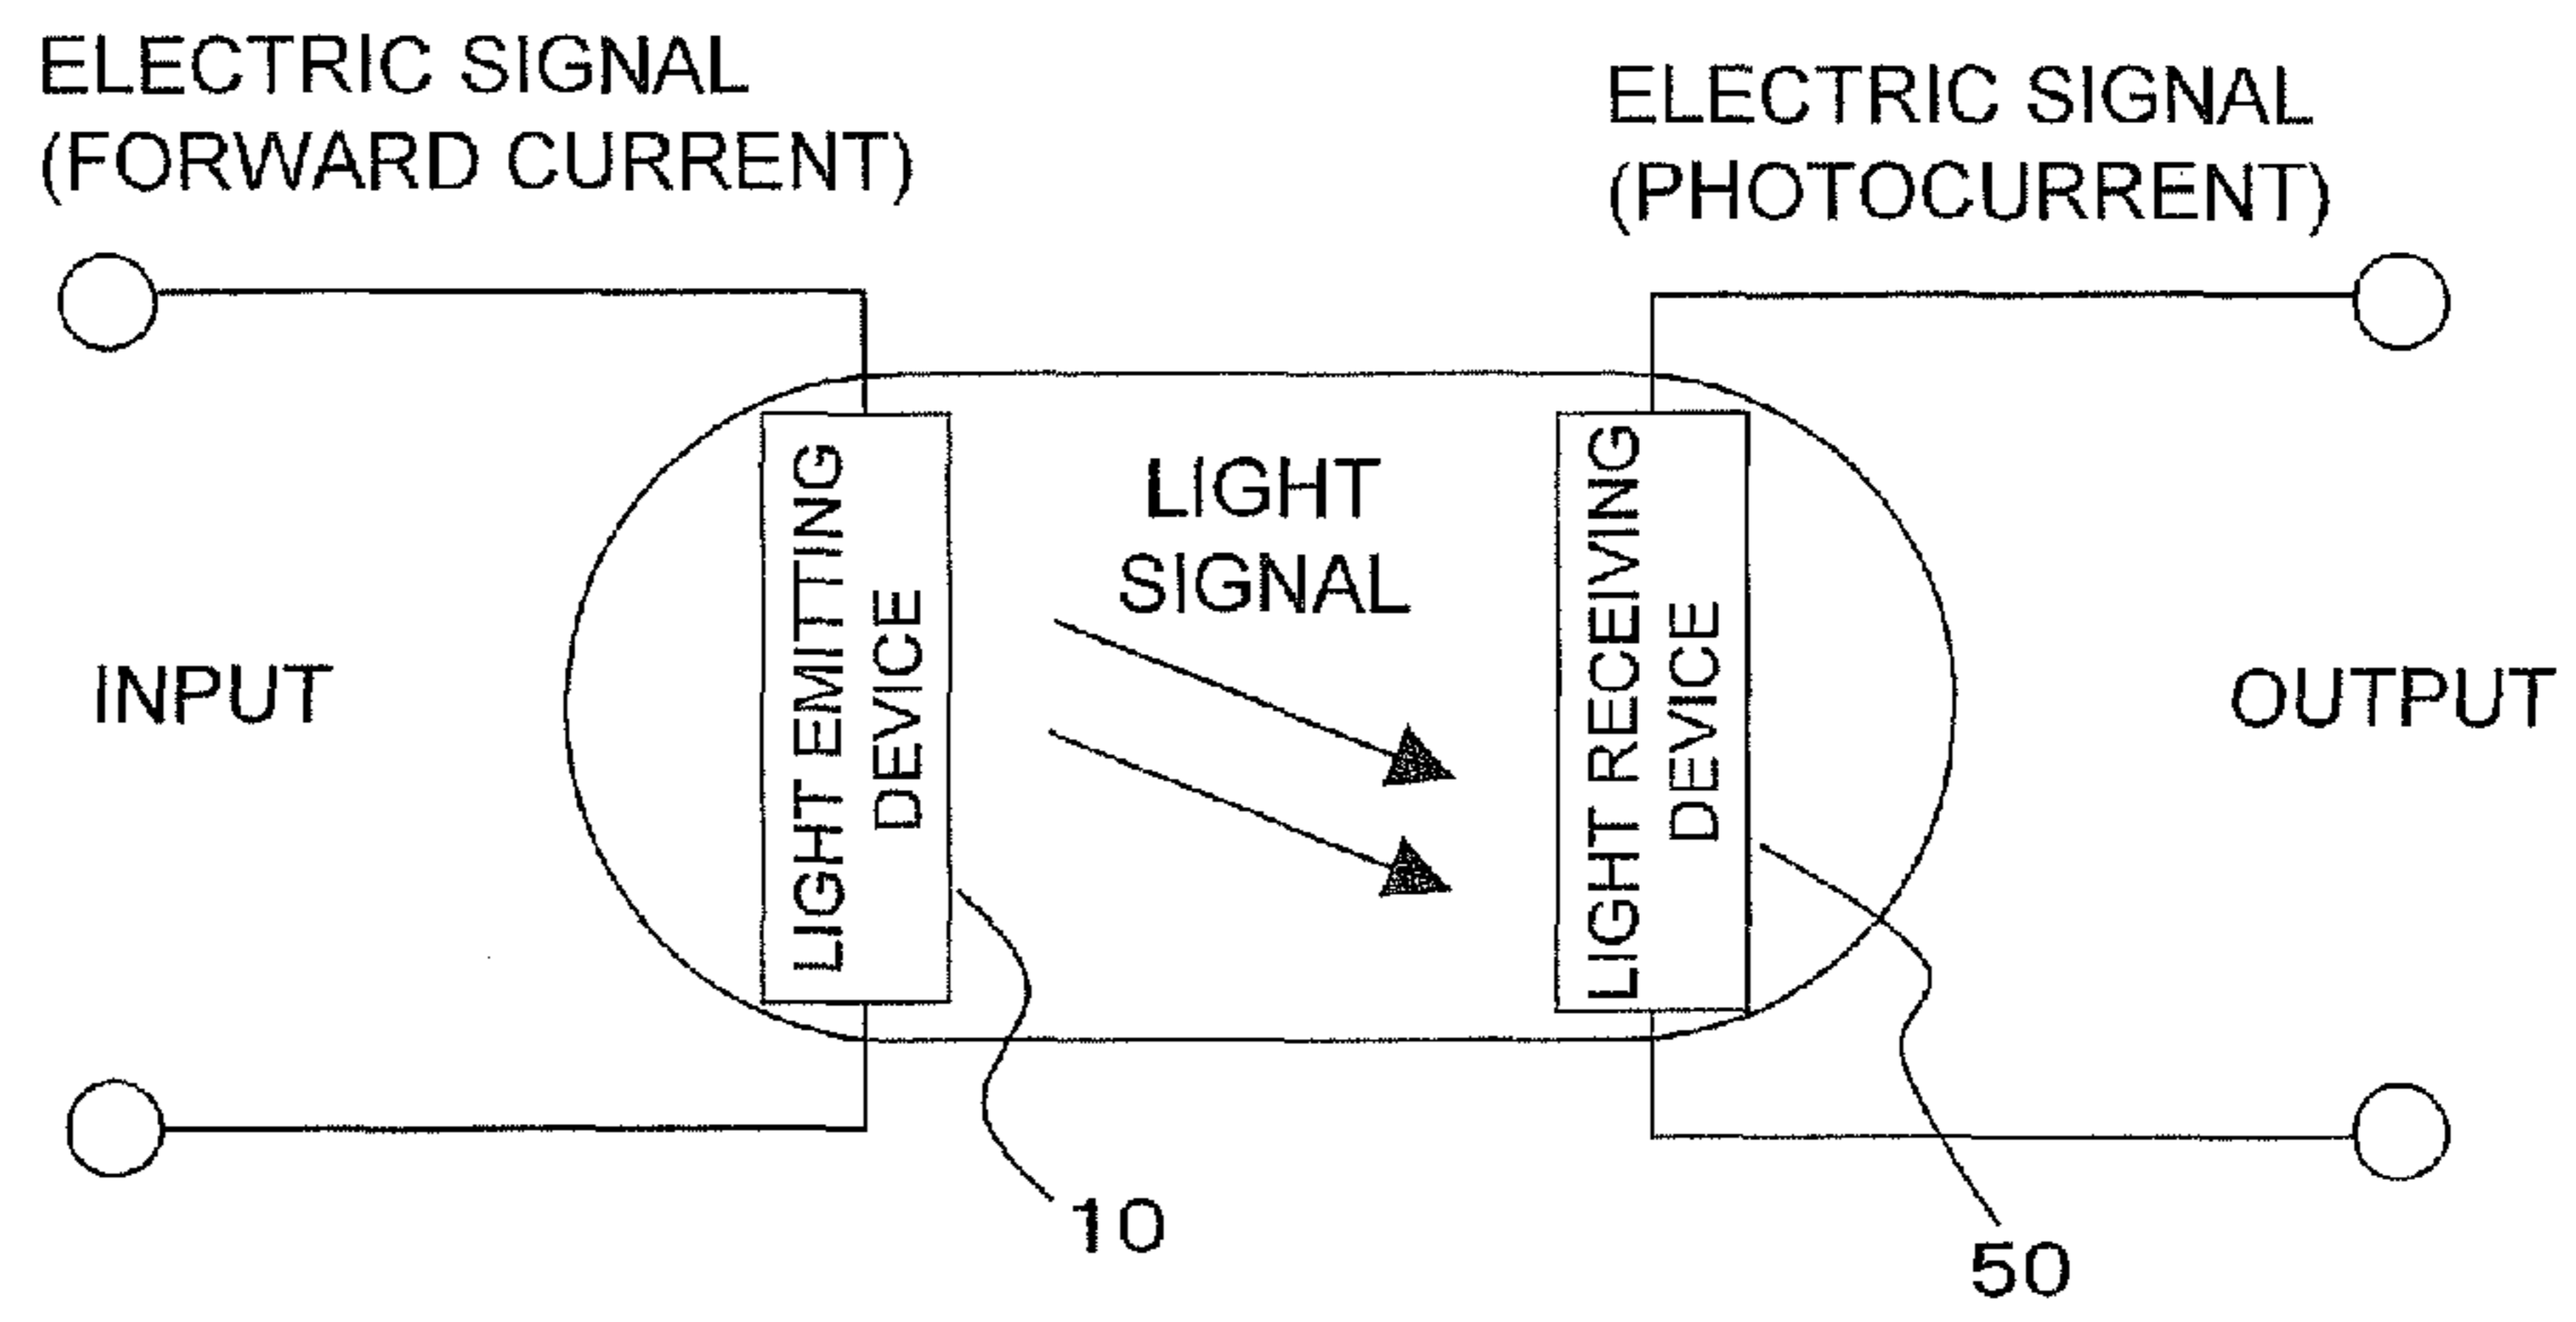 ELECTRIC SIGNAL
(FORWARD CURRENT)
ELECTRIC SIGNAL
(PHOTOCURRENT)
INPUT
LIGHT EMITTING
DEVICE
LIGHT
SIGNAL
LIGHT RECEIVING
DEVICE
OUTPUT
10
50